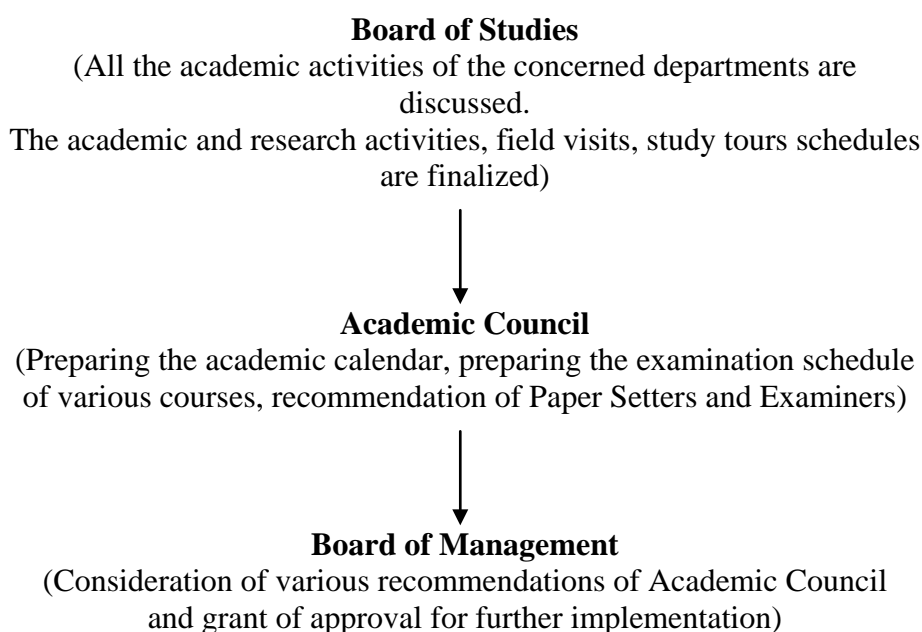 Board of Studies
(All the academic activities of the concerned departments are
discussed.
The academic and research activities, field visits, study tours schedules
are finalized)
Academic Council
(Preparing the academic calendar, preparing the examination schedule
of various courses, recommendation of Paper Setters and Examiners)
Board of Management
(Consideration of various recommendations of Academic Council
and grant of approval for further implementation)